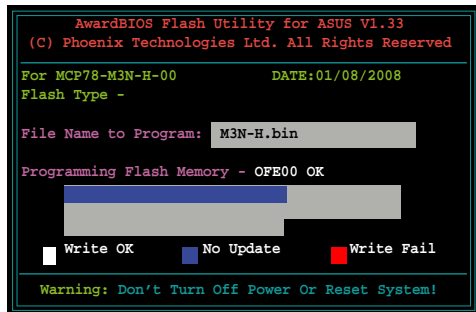 AwardBIOS Flash Utility for ASUS V1.33
(C) Phoenix Technologies Ltd. All Rights Reserved
For MCP78-M3N-H-00 DATE:01/08/2008
Flash Type -
File Name to Program: M3N-H.bin
Programming Flash Memory - OFE00 OK
Write OK No Update Write Fail
Warning: Don't Turn Off Power Or Reset System!